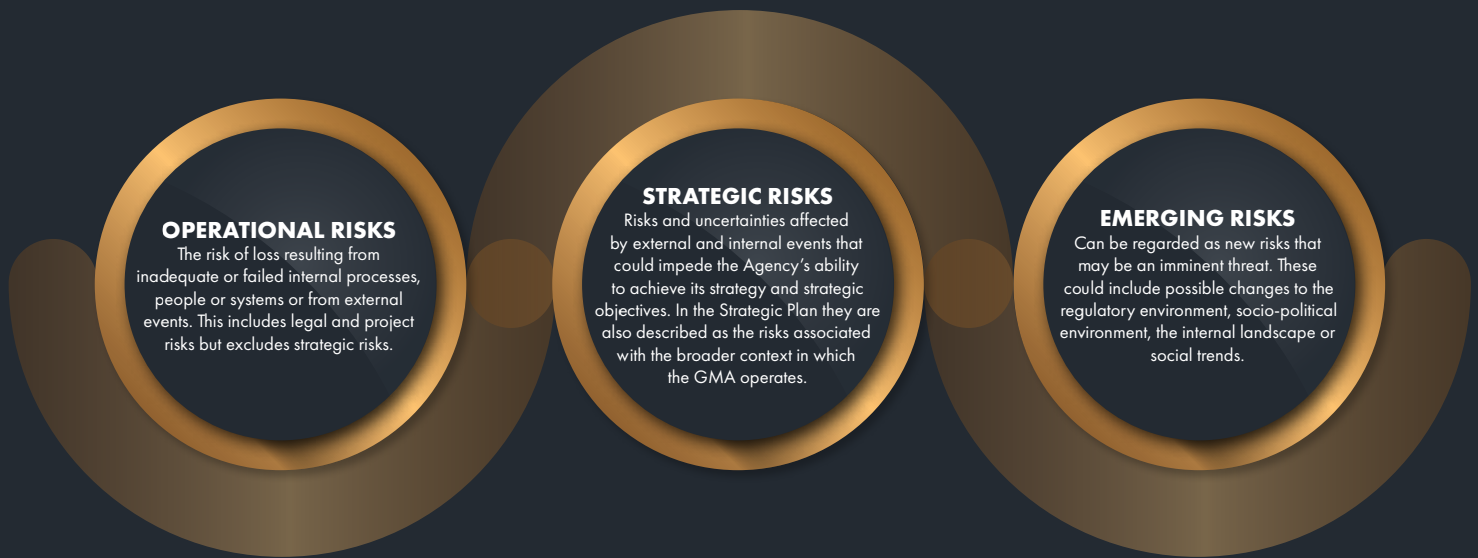 OPERATIONAL RISKS
The risk of loss resulting from
inadequate or failed internal processes,
people or systems or from external
events. This includes legal and project
risks but excludes strategic risks.
STRATEGIC RISKS
Risks and uncertainties affected
by external and internal events that
could impede the Agency’s ability
to achieve its strategy and strategic
objectives. In the Strategic Plan they are
also described as the risks associated
with the broader context in which
the GMA operates.
EMERGING RISKS
Can be regarded as new risks that
may be an imminent threat. These
could include possible changes to the
regulatory environment, socio-political
environment, the internal landscape or
social trends.